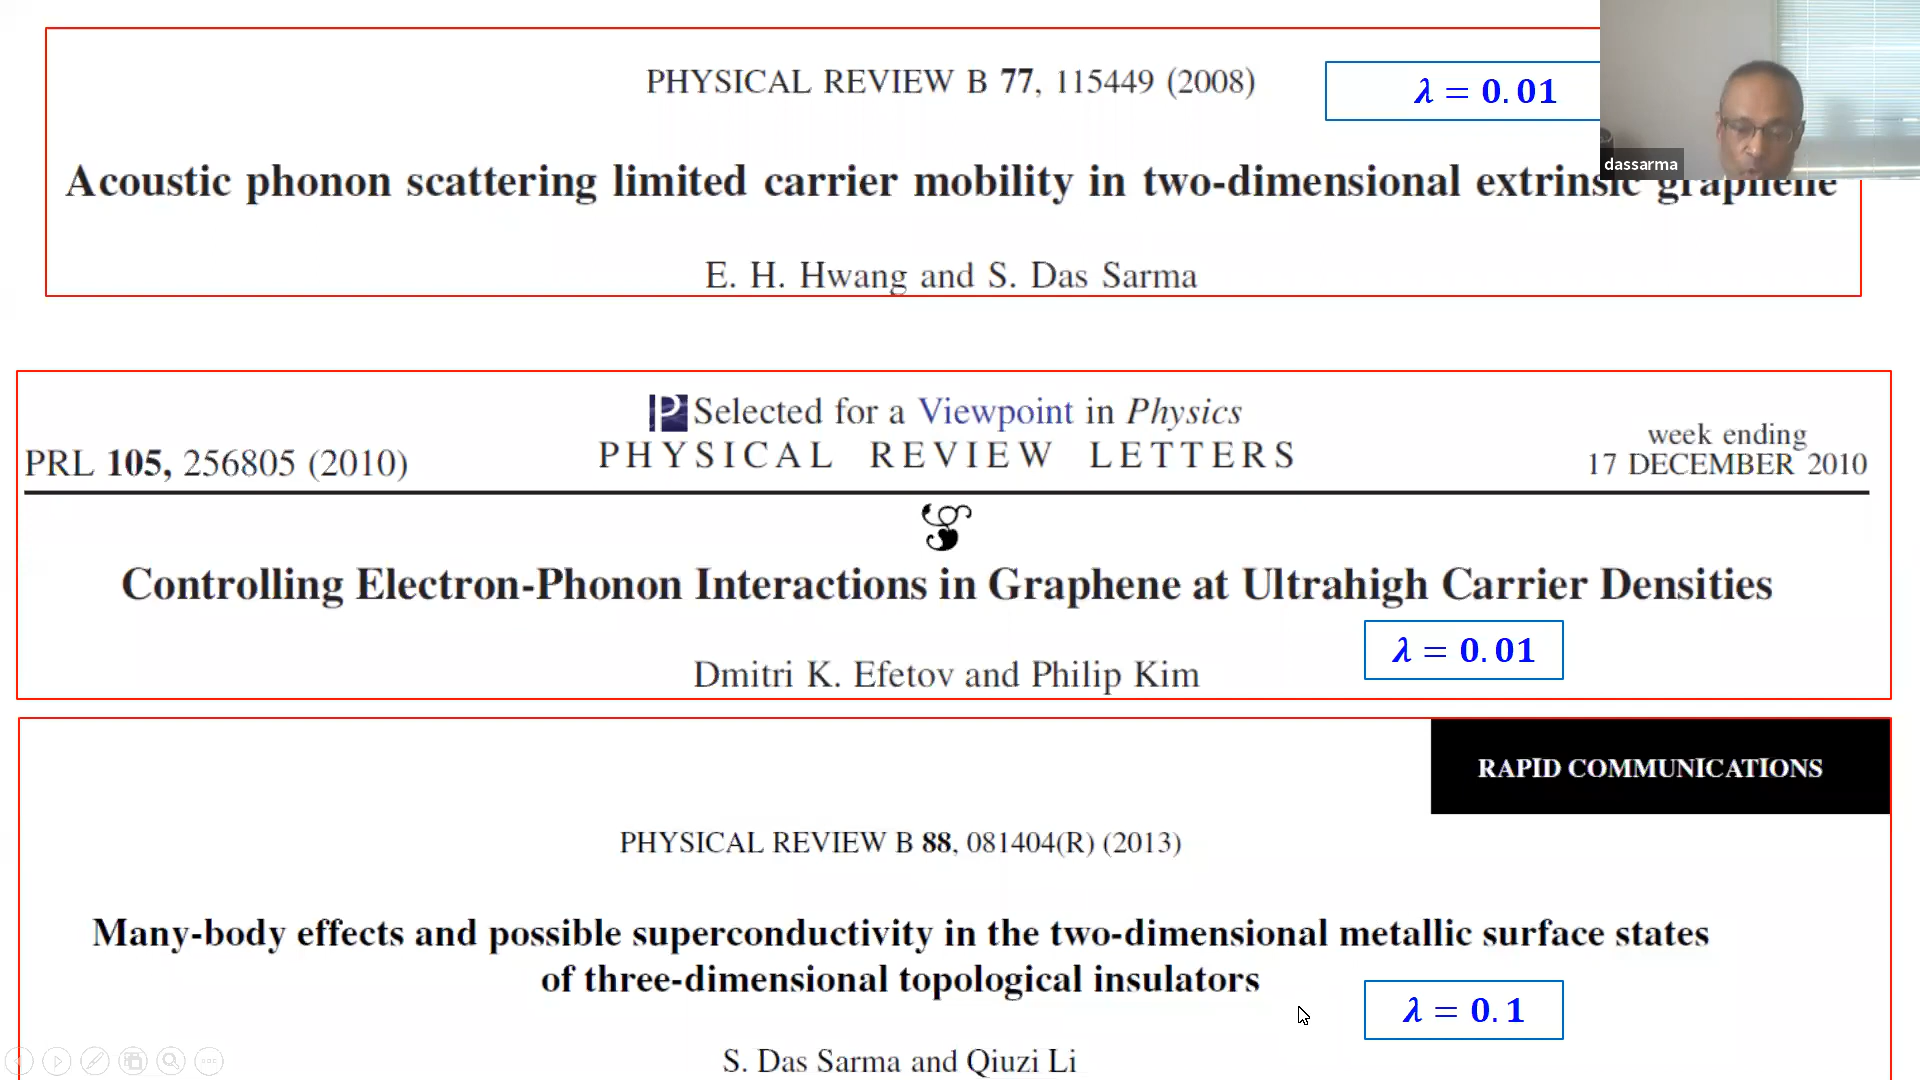 PHYSICAL REVIEW B 77, 115449 (2008)
λ = 0.01
Acoustic phonon scattering limited carrier mobility in two-dimensional extrinsic graphene
dassarma
E. H. Hwang and S. Das Sarma
Selected for a Viewpoint in Physics
PRL 105, 256805 (2010)
PHYSICAL REVIEW LETTERS
week ending
17 DECEMBER 2010
Controlling Electron-Phonon Interactions in Graphene at Ultrahigh Carrier Densities
λ = 0.01
Dmitri K. Efetov and Philip Kim
RAPID COMMUNICATIONS
PHYSICAL REVIEW B 88, 081404(R) (2013)
Many-body effects and possible superconductivity in the two-dimensional metallic surface states
of three-dimensional topological insulators
λ = 0.1
S. Das Sarma and Qiuzi Li